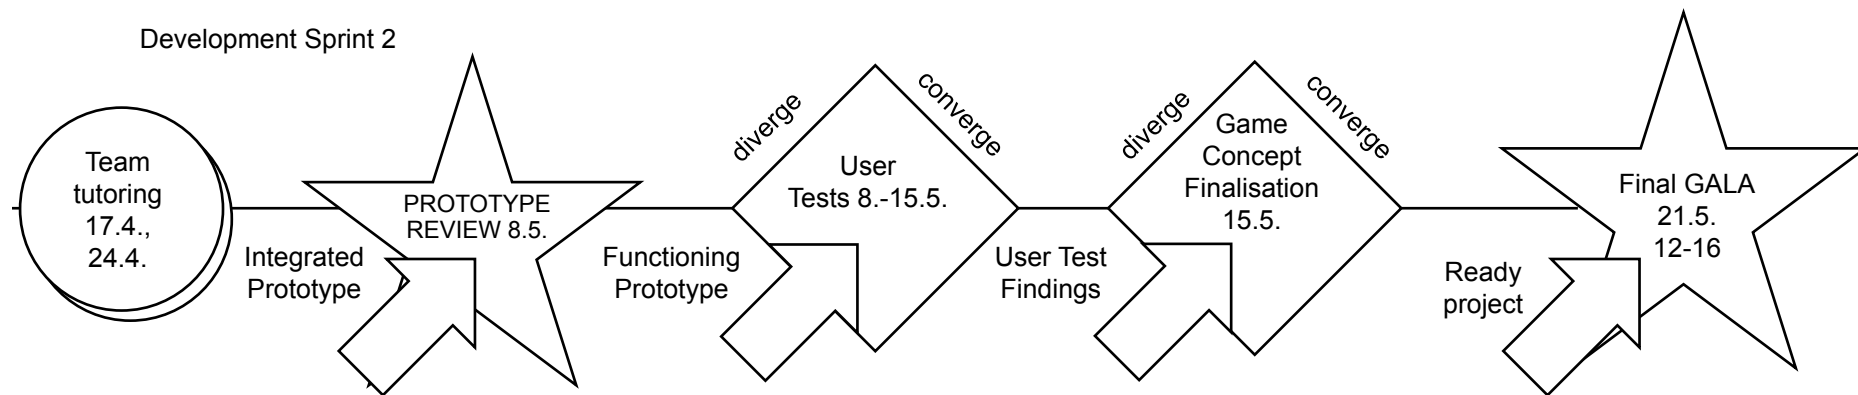 Development Sprint 2
Team
tutoring
17.4.,
24.4.
Integrated
Prototype
PROTOTYPE
REVIEW 8.5.
Functioning
Prototype
diverge
converge
User
Tests 8.-15.5.
User Test
Findings
diverge
converge
Game
Concept
Finalisation
15.5.
Ready
project
Final GALA
21.5.
12-16